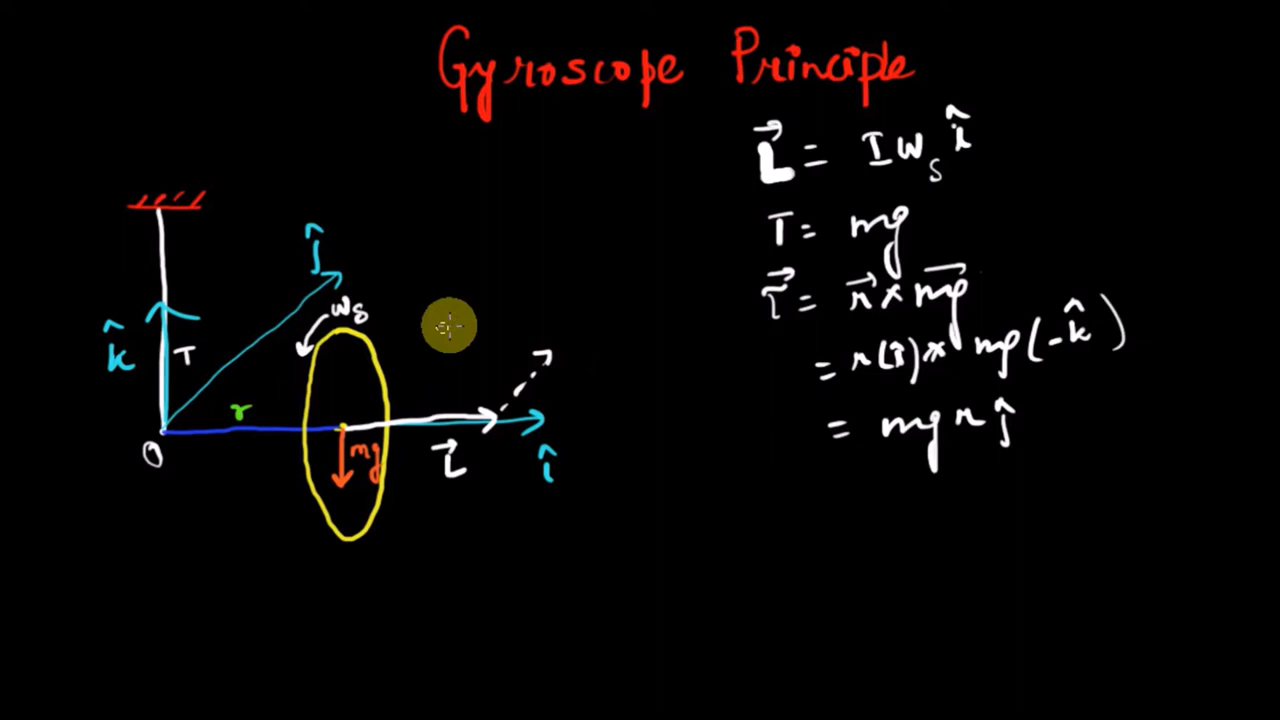 Gyroscope Principle
L⃗ = Iω_s î
T = mg
τ⃗ = r⃗ × mg⃗
= r(î) × mg(-k̂)
= mgr ĵ
ĵ
ω_s
k̂
T
r
O
mg
L⃗
î